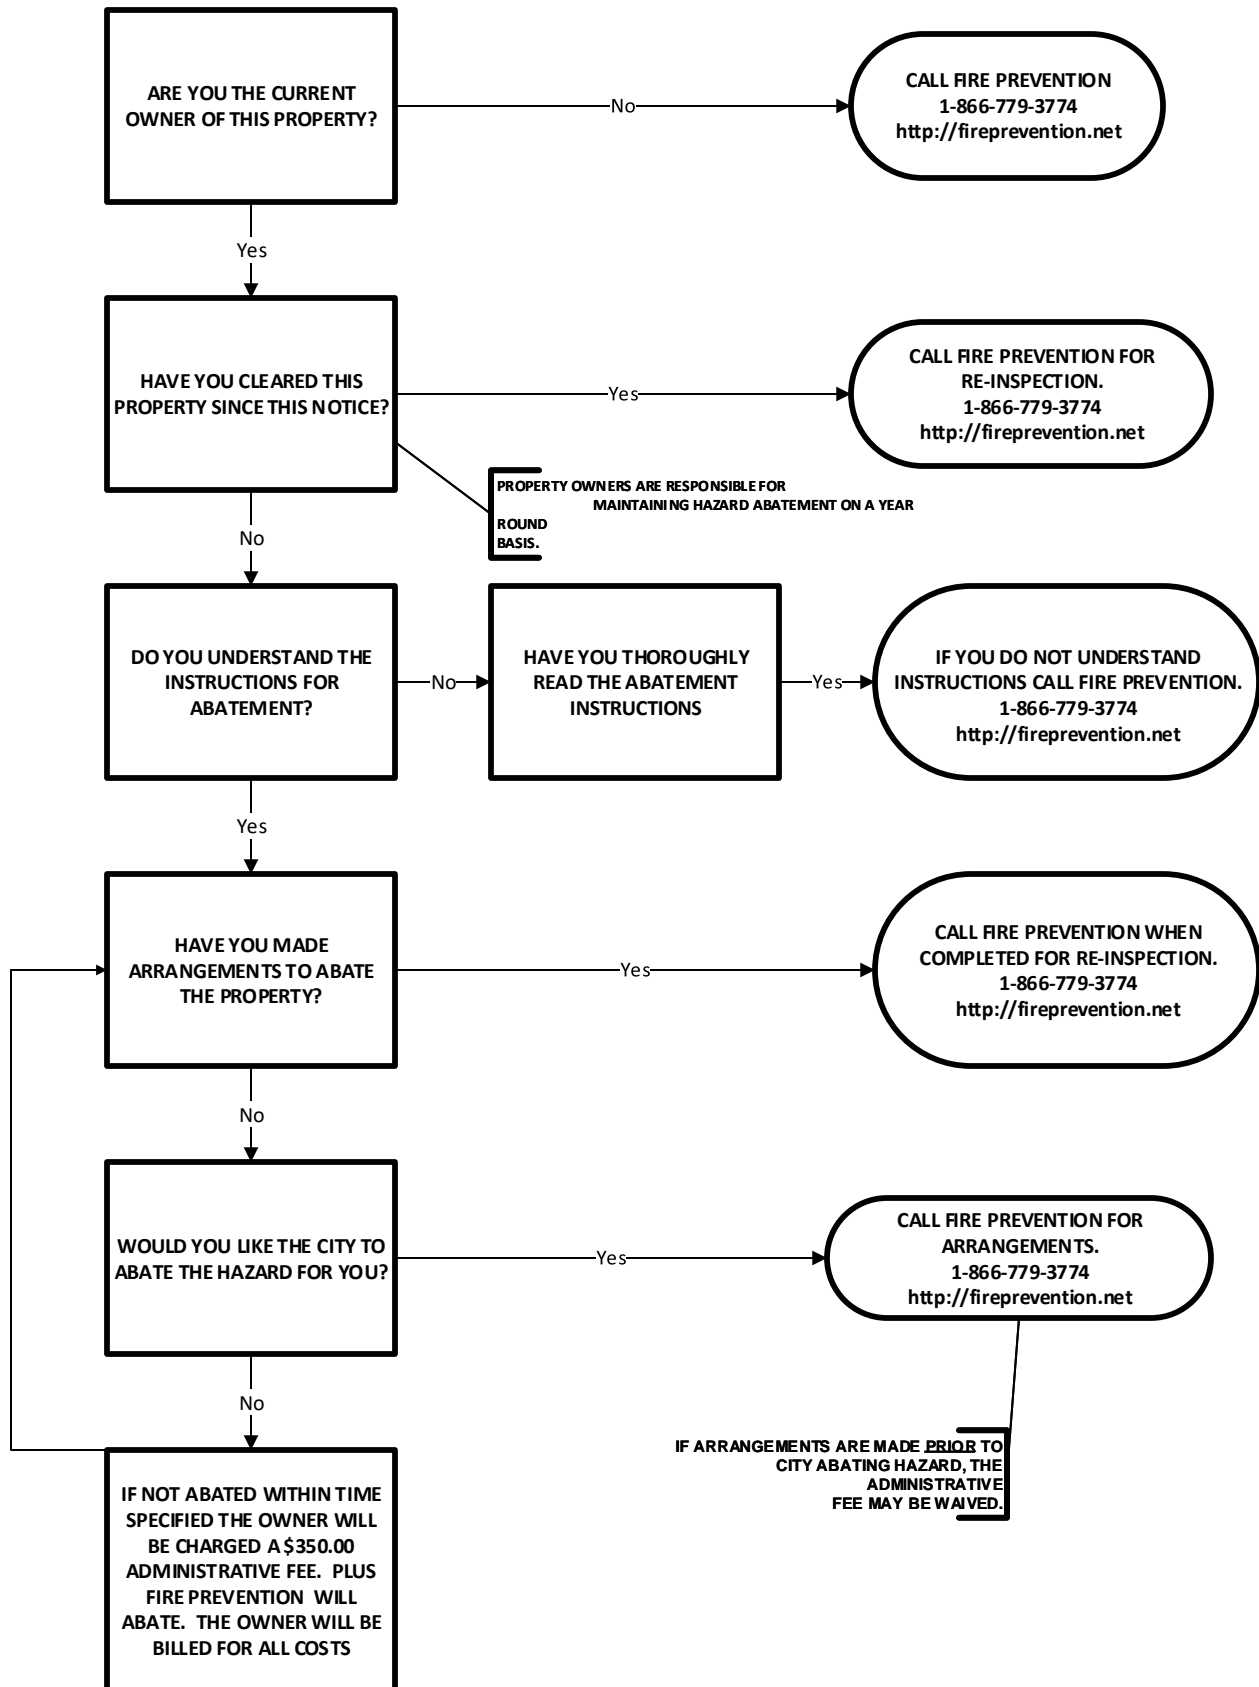 ARE YOU THE CURRENT
OWNER OF THIS PROPERTY?
No
CALL FIRE PREVENTION
1-866-779-3774
http://fireprevention.net
Yes
HAVE YOU CLEARED THIS
PROPERTY SINCE THIS NOTICE?
Yes
CALL FIRE PREVENTION FOR
RE-INSPECTION.
1-866-779-3774
http://fireprevention.net
PROPERTY OWNERS ARE RESPONSIBLE FOR
MAINTAINING HAZARD ABATEMENT ON A YEAR
ROUND
BASIS.
No
DO YOU UNDERSTAND THE
INSTRUCTIONS FOR
ABATEMENT?
No
HAVE YOU THOROUGHLY
READ THE ABATEMENT
INSTRUCTIONS
Yes
IF YOU DO NOT UNDERSTAND
INSTRUCTIONS CALL FIRE PREVENTION.
1-866-779-3774
http://fireprevention.net
Yes
HAVE YOU MADE
ARRANGEMENTS TO ABATE
THE PROPERTY?
Yes
CALL FIRE PREVENTION WHEN
COMPLETED FOR RE-INSPECTION.
1-866-779-3774
http://fireprevention.net
No
WOULD YOU LIKE THE CITY TO
ABATE THE HAZARD FOR YOU?
Yes
CALL FIRE PREVENTION FOR
ARRANGEMENTS.
1-866-779-3774
http://fireprevention.net
No
IF ARRANGEMENTS ARE MADE PRIOR TO
CITY ABATING HAZARD, THE
ADMINISTRATIVE
FEE MAY BE WAIVED.
IF NOT ABATED WITHIN TIME
SPECIFIED THE OWNER WILL
BE CHARGED A $350.00
ADMINISTRATIVE FEE. PLUS
FIRE PREVENTION WILL
ABATE. THE OWNER WILL BE
BILLED FOR ALL COSTS